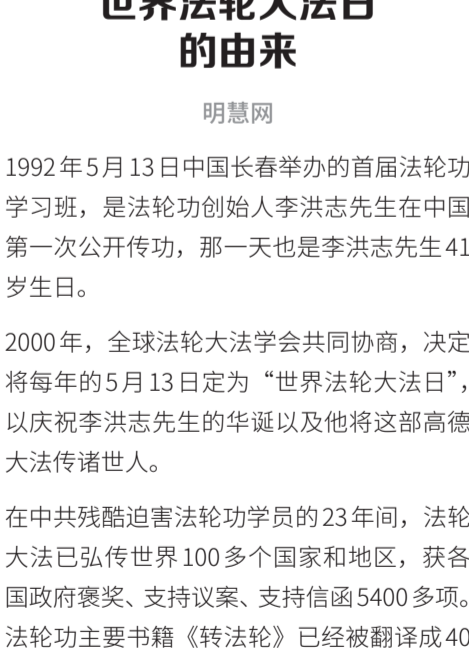 世界法轮大法日
的由来
明慧网
1992年5月13日中国长春举办的首届法轮功
学习班，是法轮功创始人李洪志先生在中国
第一次公开传功，那一天也是李洪志先生41
岁生日。
2000年，全球法轮大法学会共同协商，决定
将每年的5月13日定为“世界法轮大法日”，
以庆祝李洪志先生的华诞以及他将这部高德
大法传诸世人。
在中共残酷迫害法轮功学员的23年间，法轮
大法已弘传世界100多个国家和地区，获各
国政府褒奖、支持议案、支持信函5400多项。
法轮功主要书籍《转法轮》已经被翻译成40